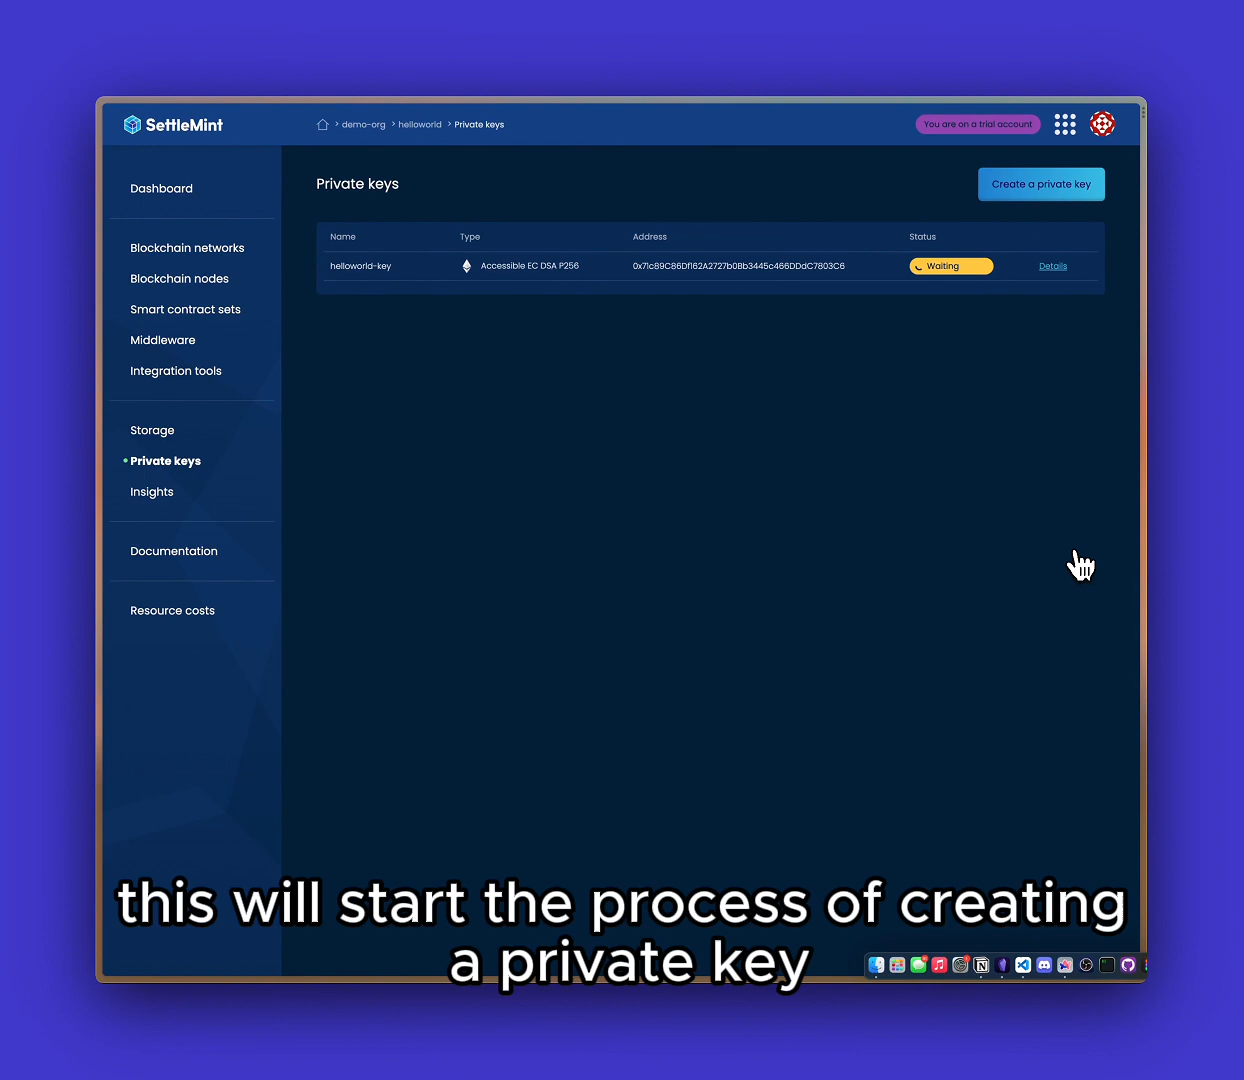 SettleMint
> demo-org > helloworld > Private keys
You are on a trial account
Dashboard
Blockchain networks
Blockchain nodes
Smart contract sets
Middleware
Integration tools
Storage
Private keys
Insights
Documentation
Resource costs
Private keys
Create a private key
Name Type Address Status
helloworld-key Accessible EC DSA P256 0x71c89C86Df162A2727b0Bb3445c466DDdC7803C6 Waiting Details
this will start the process of creating
a private key